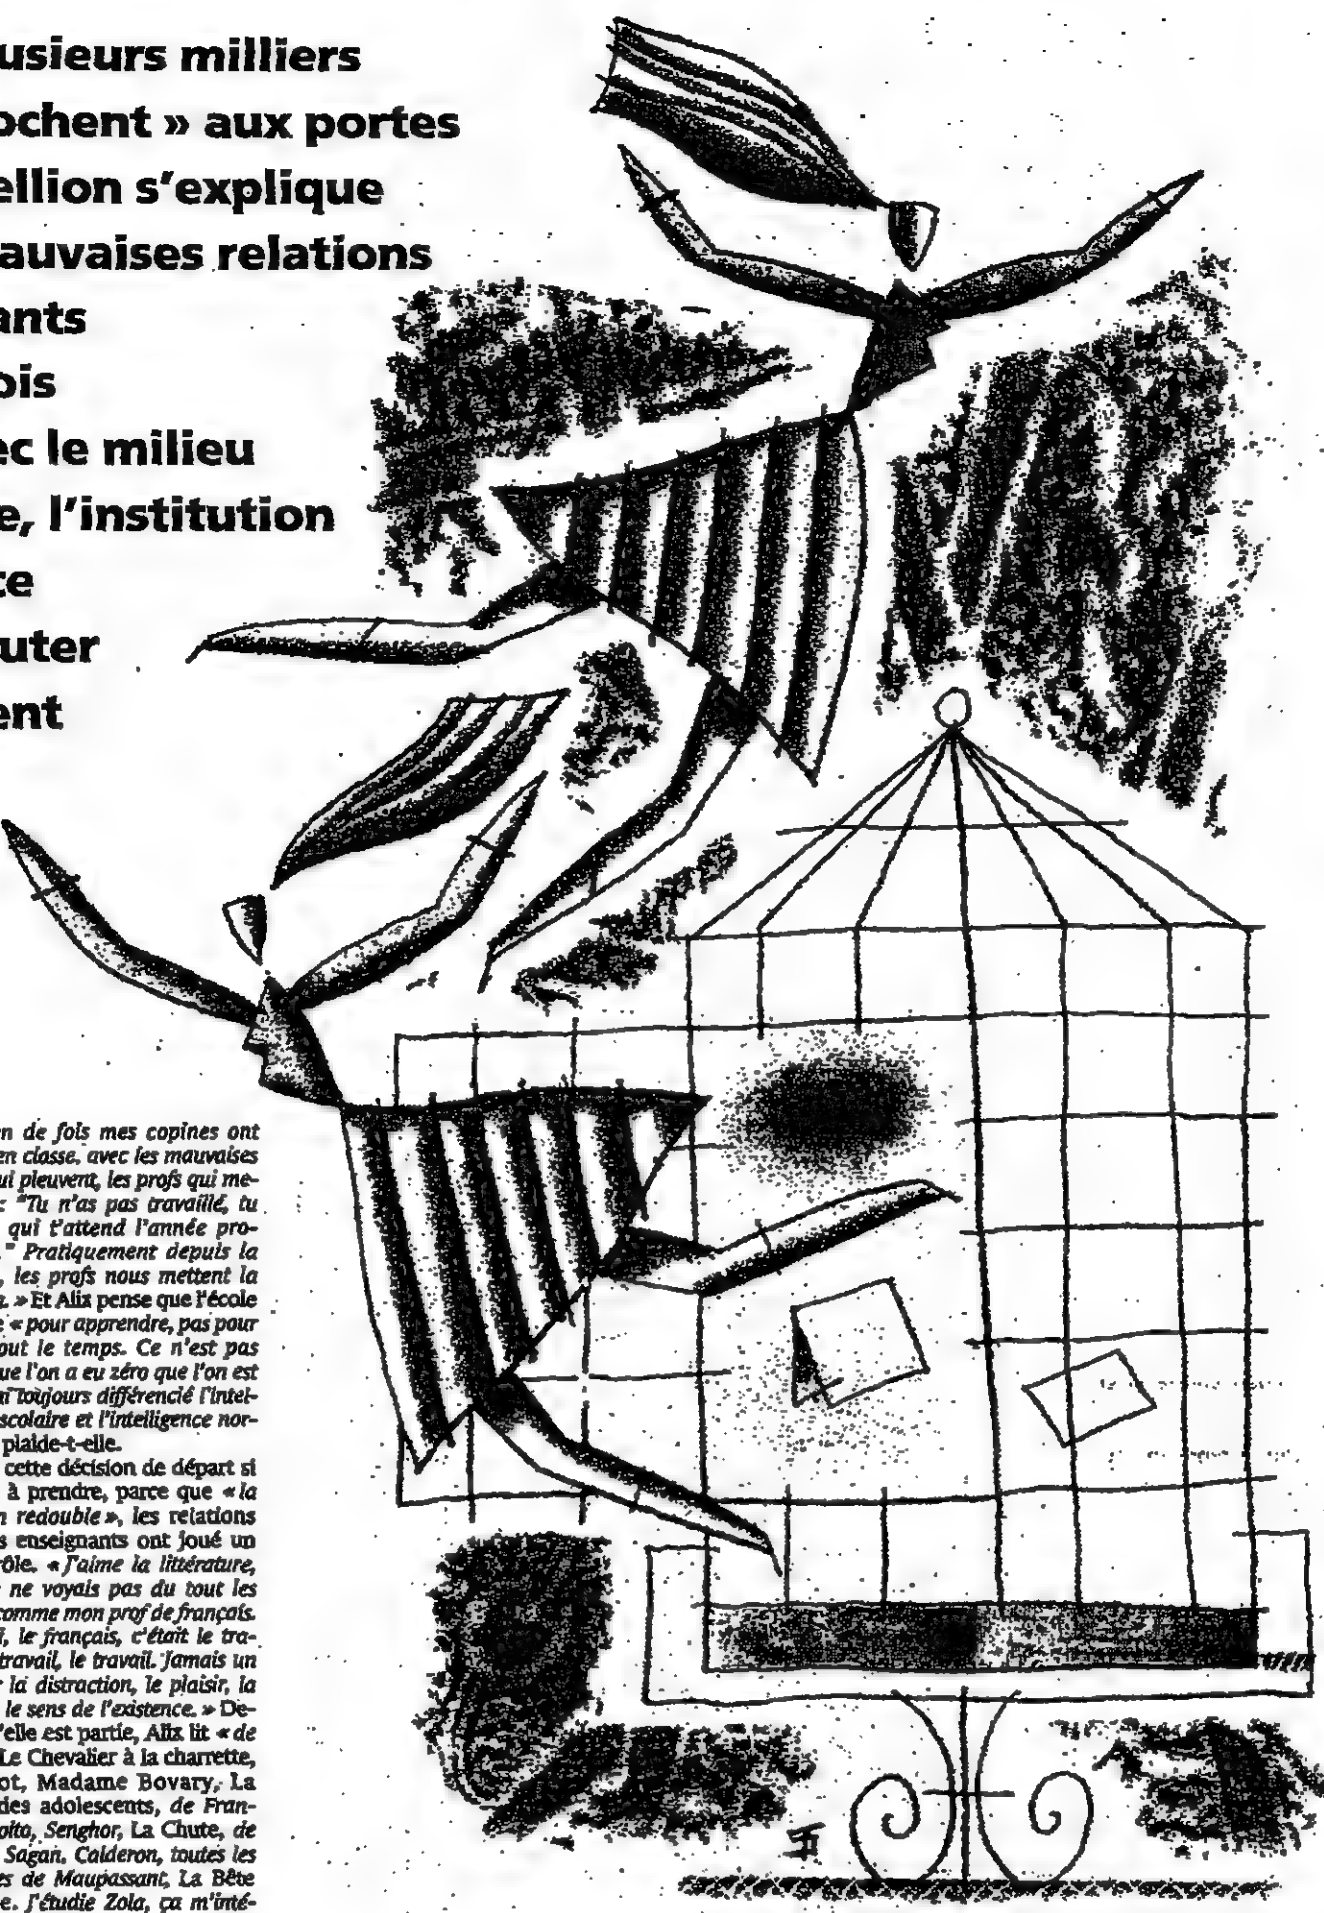 usieurs milliers
ochent » aux portes
ellion s'explique
auvaises relations
ants
ois
ec le milieu
e, l'institution
te
uter
ent
n de fois mes copines ont
en classe, avec les mauvaises
ui pleuvent, les profs qui me-
: "Tu n'as pas travaillé, tu
qui t'attend l'année pro-
." Pratiquement depuis la
, les profs nous mettent la
. » Et Alix pense que l'école
e « pour apprendre, pas pour
out le temps. Ce n'est pas
que l'on a eu zéro que l'on est
ai toujours différencié l'intel-
scolaire et l'intelligence nor-
plaide-t-elle.
cette décision de départ si
à prendre, parce que « la
n redouble », les relations
s enseignants ont joué un
rôle. « J'aime la littérature,
ne voyais pas du tout les
comme mon prof de français.
, le français, c'était le tra-
travail, le travail. Jamais un
r la distraction, le plaisir, la
le sens de l'existence. » De-
'elle est partie, Alix lit « de
Le Chevalier à la charrette,
ot, Madame Bovary, La
des adolescents, de Fran-
olto, Senghor, La Chute, de
Sagan, Calderon, toutes les
es de Maupassant, La Bête
e. J'étudie Zola, ça m'inté-